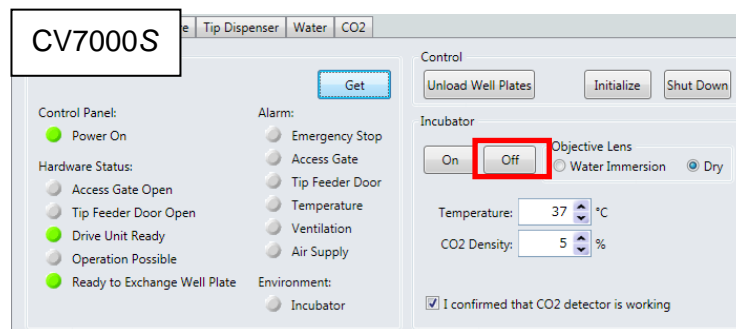 CV7000S
Tip Dispenser Water CO2
Get
Control Panel:
Power On
Hardware Status:
Access Gate Open
Tip Feeder Door Open
Drive Unit Ready
Operation Possible
Ready to Exchange Well Plate
Alarm:
Emergency Stop
Access Gate
Tip Feeder Door
Temperature
Ventilation
Air Supply
Environment:
Incubator
Control
Unload Well Plates Initialize Shut Down
Incubator
On Off
Objective Lens
Water Immersion Dry
Temperature: 37 °C
CO2 Density: 5 %
I confirmed that CO2 detector is working